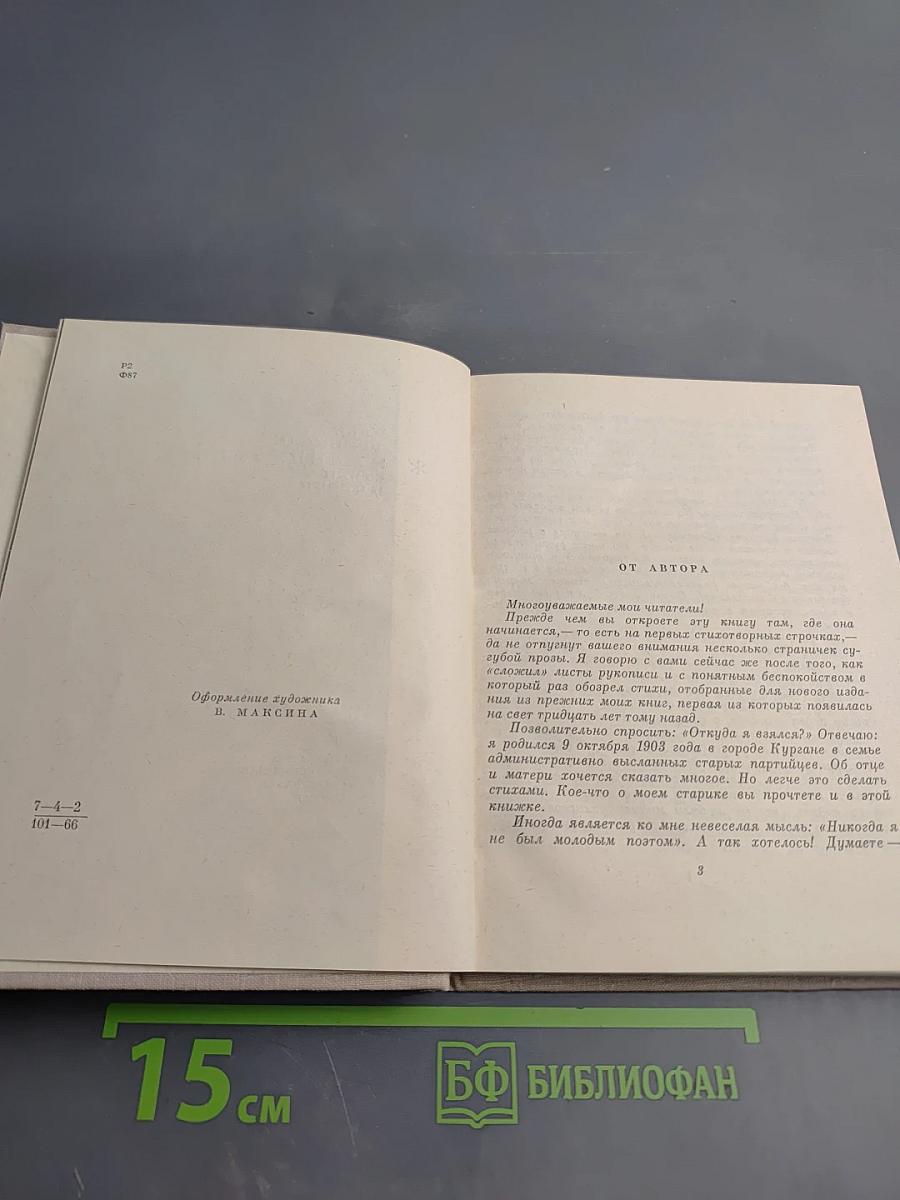 Р2
Ф87
Оформление художника
В. МАКСИНА
7—4—2
101—66
ОТ АВТОРА
Многоуважаемые мои читатели!
Прежде чем вы откроете эту книгу там, где она
начинается,— то есть на первых стихотворных строчках,—
да не отпугнут вашего внимания несколько страничек су-
губой прозы. Я говорю с вами сейчас же после того, как
«сложил» листы рукописи и с понятным беспокойством в
который раз обозрел стихи, отобранные для нового изда-
ния из прежних моих книг, первая из которых появилась
на свет тридцать лет тому назад.
Позволительно спросить: «Откуда я взялся?» Отвечаю:
я родился 9 октября 1903 года в городе Кургане в семье
административно высланных старых партийцев. Об отце
и матери хочется сказать многое. Но легче это сделать
стихами. Кое-что о моем старике вы прочтете и в этой
книжке.
Иногда является ко мне невеселая мысль: «Никогда я
не был молодым поэтом». А так хотелось! Думаете —
3
15 см
БФ БИБЛИОФАН